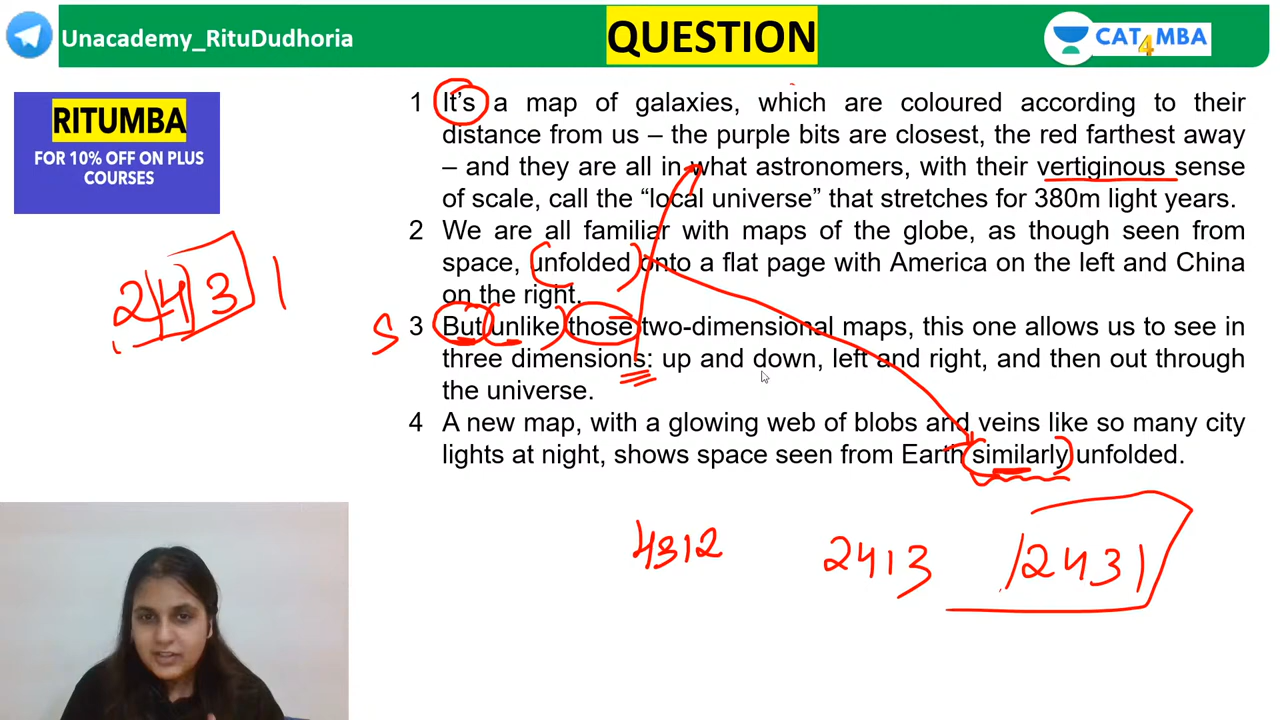 Unacademy_RituDudhoria
QUESTION
CAT4MBA
RITUMBA
FOR 10% OFF ON PLUS
COURSES
1 It's a map of galaxies, which are coloured according to their
distance from us – the purple bits are closest, the red farthest away
– and they are all in what astronomers, with their vertiginous sense
of scale, call the “local universe” that stretches for 380m light years.
2 We are all familiar with maps of the globe, as though seen from
space, unfolded onto a flat page with America on the left and China
on the right.
S 3 But unlike those two-dimensional maps, this one allows us to see in
three dimensions: up and down, left and right, and then out through
the universe.
4 A new map, with a glowing web of blobs and veins like so many city
lights at night, shows space seen from Earth similarly unfolded.
2431
4312 2413 2431